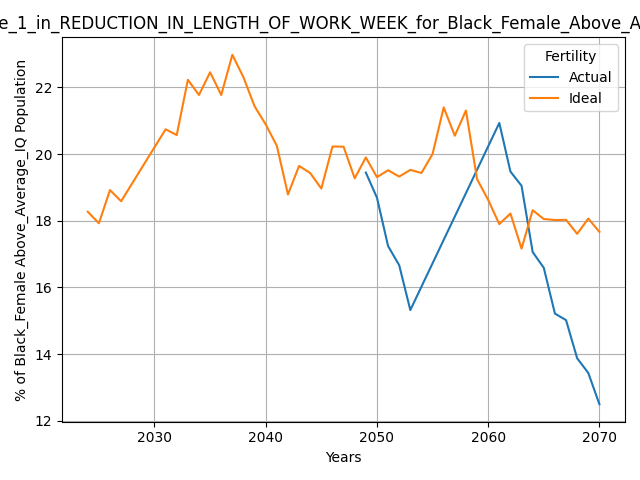 e_1_in_REDUCTION_IN_LENGTH_OF_WORK_WEEK_for_Black_Female_Above_A
Fertility
Actual
Ideal
% of Black_Female Above_Average_IQ Population
22
20
18
16
14
12
2030
2040
2050
2060
2070
Years